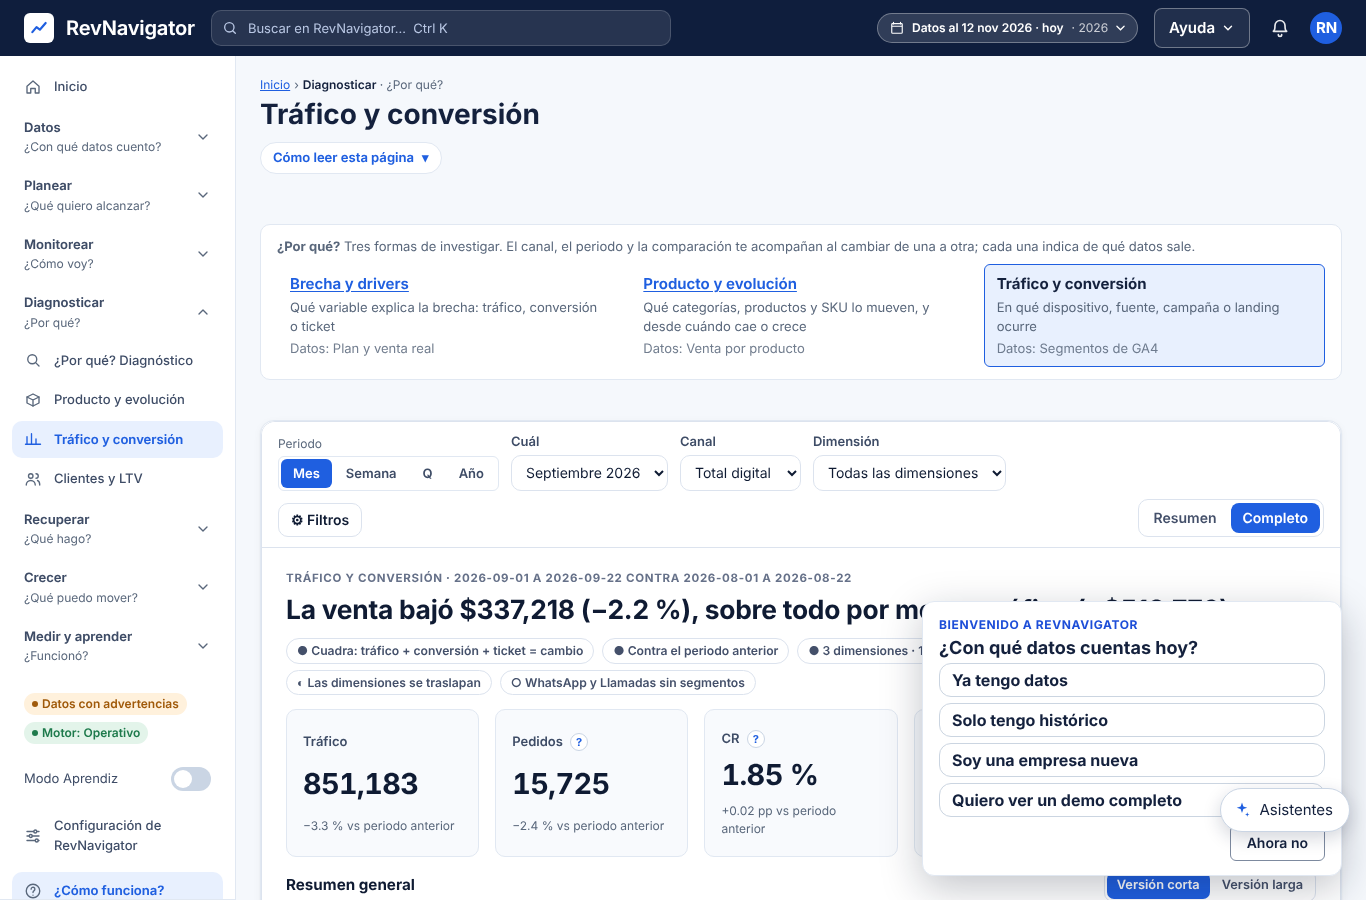 RevNavigator
Buscar en RevNavigator... Ctrl K
Datos al 12 nov 2026 · hoy · 2026
Ayuda
RN
Inicio
Datos
¿Con qué datos cuento?
Planear
¿Qué quiero alcanzar?
Monitorear
¿Cómo voy?
Diagnosticar
¿Por qué?
¿Por qué? Diagnóstico
Producto y evolución
Tráfico y conversión
Clientes y LTV
Recuperar
¿Qué hago?
Crecer
¿Qué puedo mover?
Medir y aprender
¿Funcionó?
Datos con advertencias
Motor: Operativo
Modo Aprendiz
Configuración de
RevNavigator
¿Cómo funciona?
Inicio › Diagnosticar · ¿Por qué?
Tráfico y conversión
Cómo leer esta página ▾
¿Por qué? Tres formas de investigar. El canal, el periodo y la comparación te acompañan al cambiar de una a otra; cada una indica de qué datos sale.
Brecha y drivers
Qué variable explica la brecha: tráfico, conversión
o ticket
Datos: Plan y venta real
Producto y evolución
Qué categorías, productos y SKU lo mueven, y
desde cuándo cae o crece
Datos: Venta por producto
Tráfico y conversión
En qué dispositivo, fuente, campaña o landing
ocurre
Datos: Segmentos de GA4
Periodo
Mes Semana Q Año
Cuál
Septiembre 2026
Canal
Total digital
Dimensión
Todas las dimensiones
Filtros
Resumen Completo
TRÁFICO Y CONVERSIÓN · 2026-09-01 A 2026-09-22 CONTRA 2026-08-01 A 2026-08-22
La venta bajó $337,218 (−2.2 %), sobre todo por
Cuadra: tráfico + conversión + ticket = cambio
Contra el periodo anterior
3 dimensiones ·
Las dimensiones se traslapan
WhatsApp y Llamadas sin segmentos
Tráfico
851,183
−3.3 % vs periodo anterior
Pedidos ?
15,725
−2.4 % vs periodo anterior
CR ?
1.85 %
+0.02 pp vs periodo
anterior
Resumen general
Versión corta Versión larga
BIENVENIDO A REVNAVIGATOR
¿Con qué datos cuentas hoy?
Ya tengo datos
Solo tengo histórico
Soy una empresa nueva
Quiero ver un demo completo
Asistentes
Ahora no